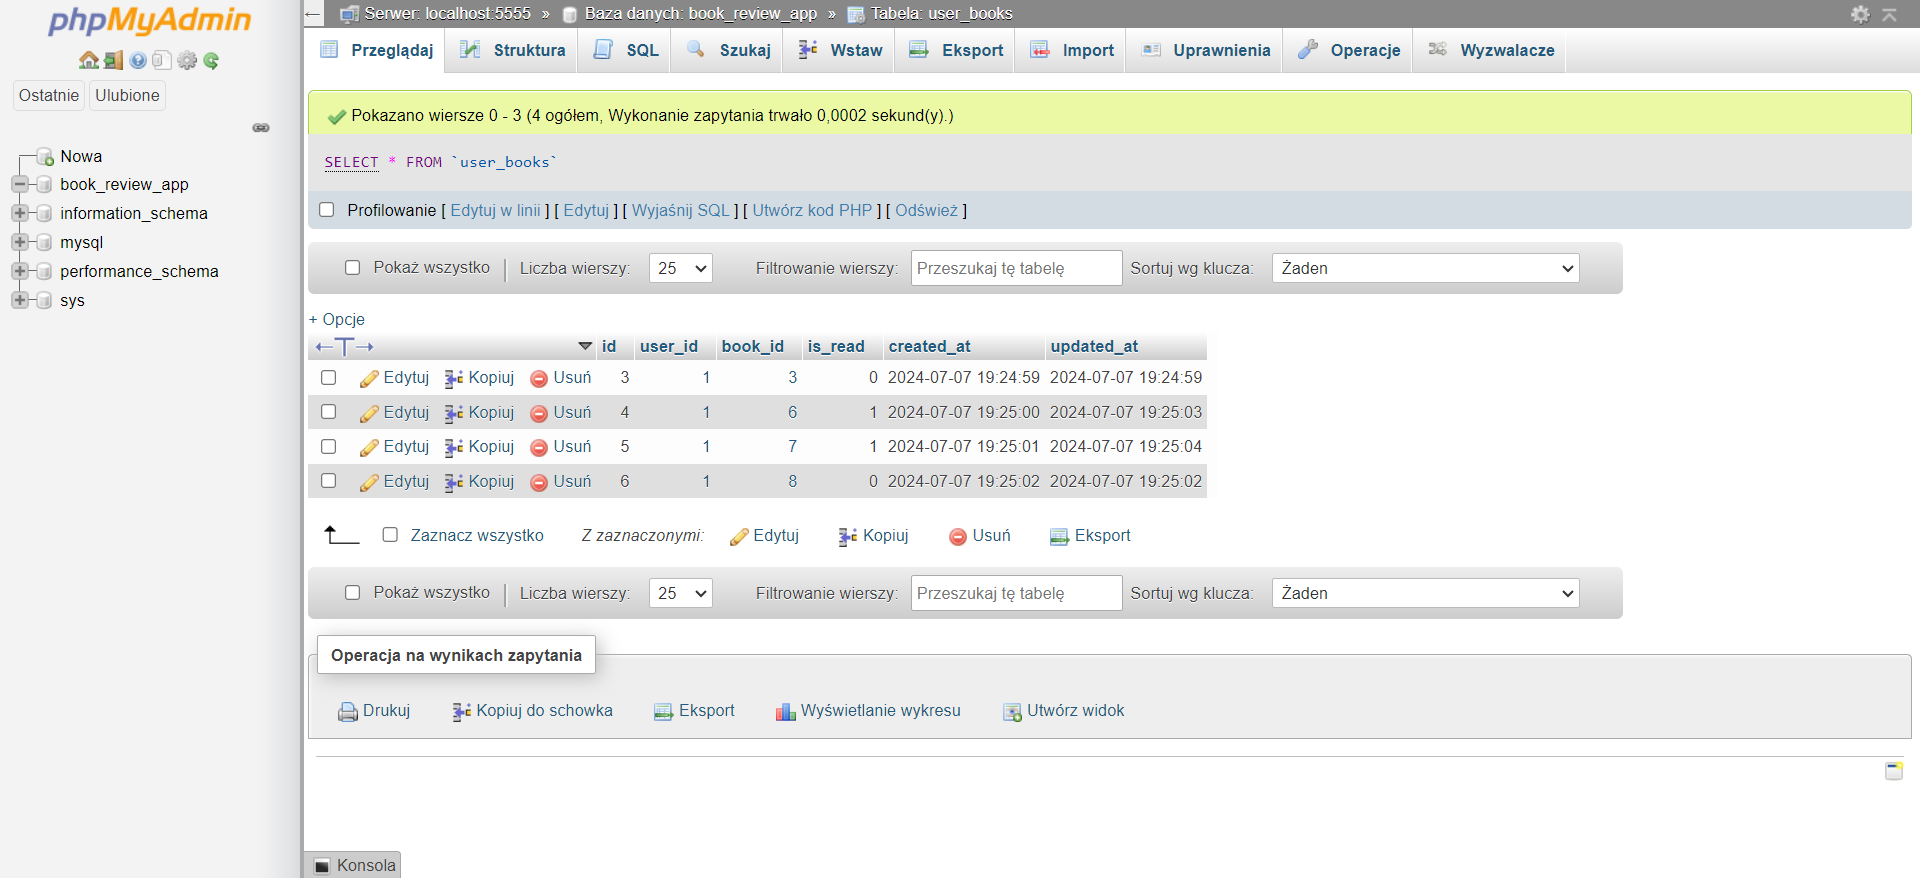 phpMyAdmin
Ostatnie Ulubione
Nowa
book_review_app
information_schema
mysql
performance_schema
sys
Serwer: localhost:5555 » Baza danych: book_review_app » Tabela: user_books
Przeglądaj Struktura SQL Szukaj Wstaw Eksport Import Uprawnienia Operacje Wyzwalacze
Pokazano wiersze 0 - 3 (4 ogółem, Wykonanie zapytania trwało 0,0002 sekund(y).)
SELECT * FROM `user_books`
Profilowanie [ Edytuj w linii ] [ Edytuj ] [ Wyjaśnij SQL ] [ Utwórz kod PHP ] [ Odśwież ]
Pokaż wszystko | Liczba wierszy: 25 Filtrowanie wierszy: Przeszukaj tę tabelę Sortuj wg klucza: Żaden
+ Opcje
←T→ id user_id book_id is_read created_at updated_at
Edytuj Kopiuj Usuń 3 1 3 0 2024-07-07 19:24:59 2024-07-07 19:24:59
Edytuj Kopiuj Usuń 4 1 6 1 2024-07-07 19:25:00 2024-07-07 19:25:03
Edytuj Kopiuj Usuń 5 1 7 1 2024-07-07 19:25:01 2024-07-07 19:25:04
Edytuj Kopiuj Usuń 6 1 8 0 2024-07-07 19:25:02 2024-07-07 19:25:02
Zaznacz wszystko Z zaznaczonymi: Edytuj Kopiuj Usuń Eksport
Pokaż wszystko | Liczba wierszy: 25 Filtrowanie wierszy: Przeszukaj tę tabelę Sortuj wg klucza: Żaden
Operacja na wynikach zapytania
Drukuj Kopiuj do schowka Eksport Wyświetlanie wykresu Utwórz widok
Konsola